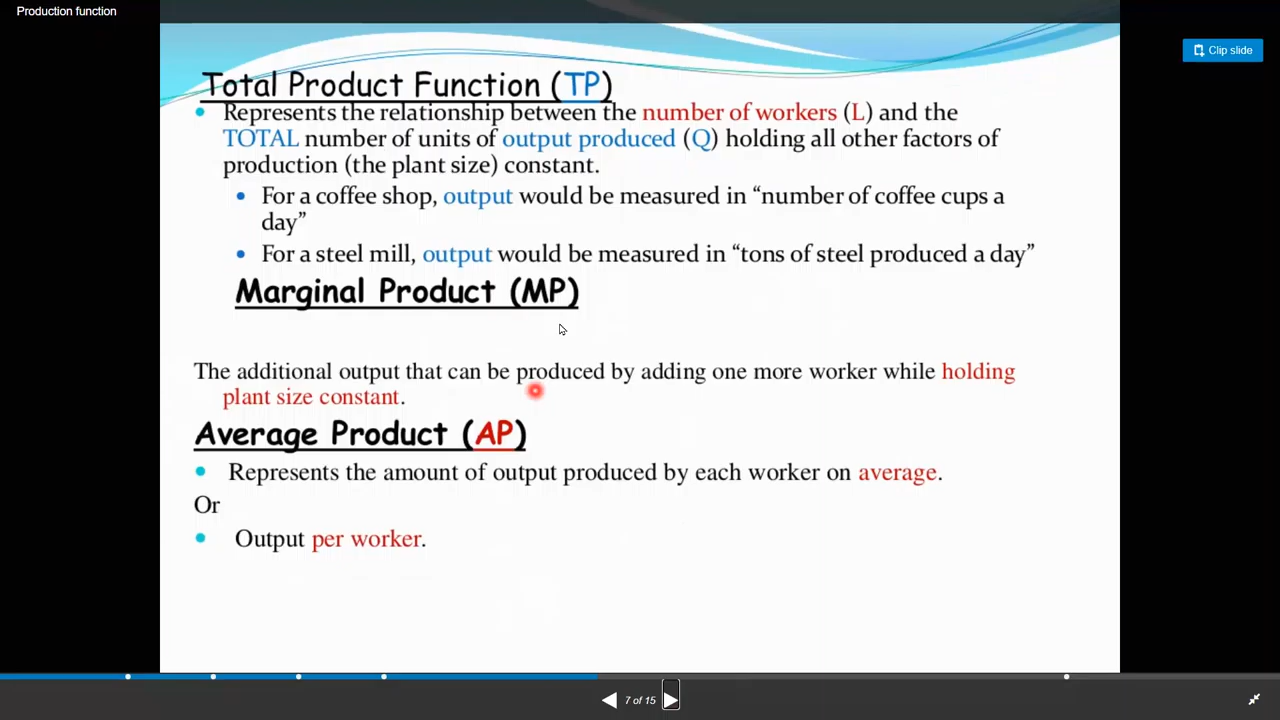 Production function
Clip slide
Total Product Function (TP)
Represents the relationship between the number of workers (L) and the
TOTAL number of units of output produced (Q) holding all other factors of
production (the plant size) constant.
For a coffee shop, output would be measured in “number of coffee cups a
day”
For a steel mill, output would be measured in “tons of steel produced a day”
Marginal Product (MP)
The additional output that can be produced by adding one more worker while holding
plant size constant.
Average Product (AP)
Represents the amount of output produced by each worker on average.
Or
Output per worker.
7 of 15